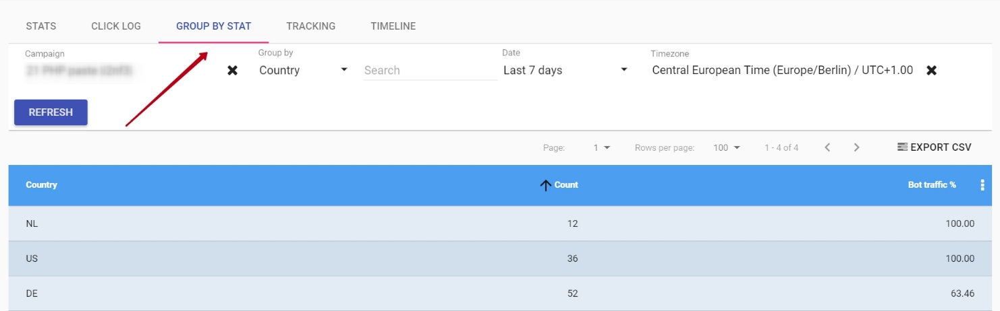 STATS CLICK LOG GROUP BY STAT TRACKING TIMELINE
Campaign Group by Date Timezone
Country Search Last 7 days Central European Time (Europe/Berlin) / UTC+1.00
REFRESH
Page: 1 Rows per page: 100 1 - 4 of 4 EXPORT CSV
Country Count Bot traffic %
NL 12 100.00
US 36 100.00
DE 52 63.46